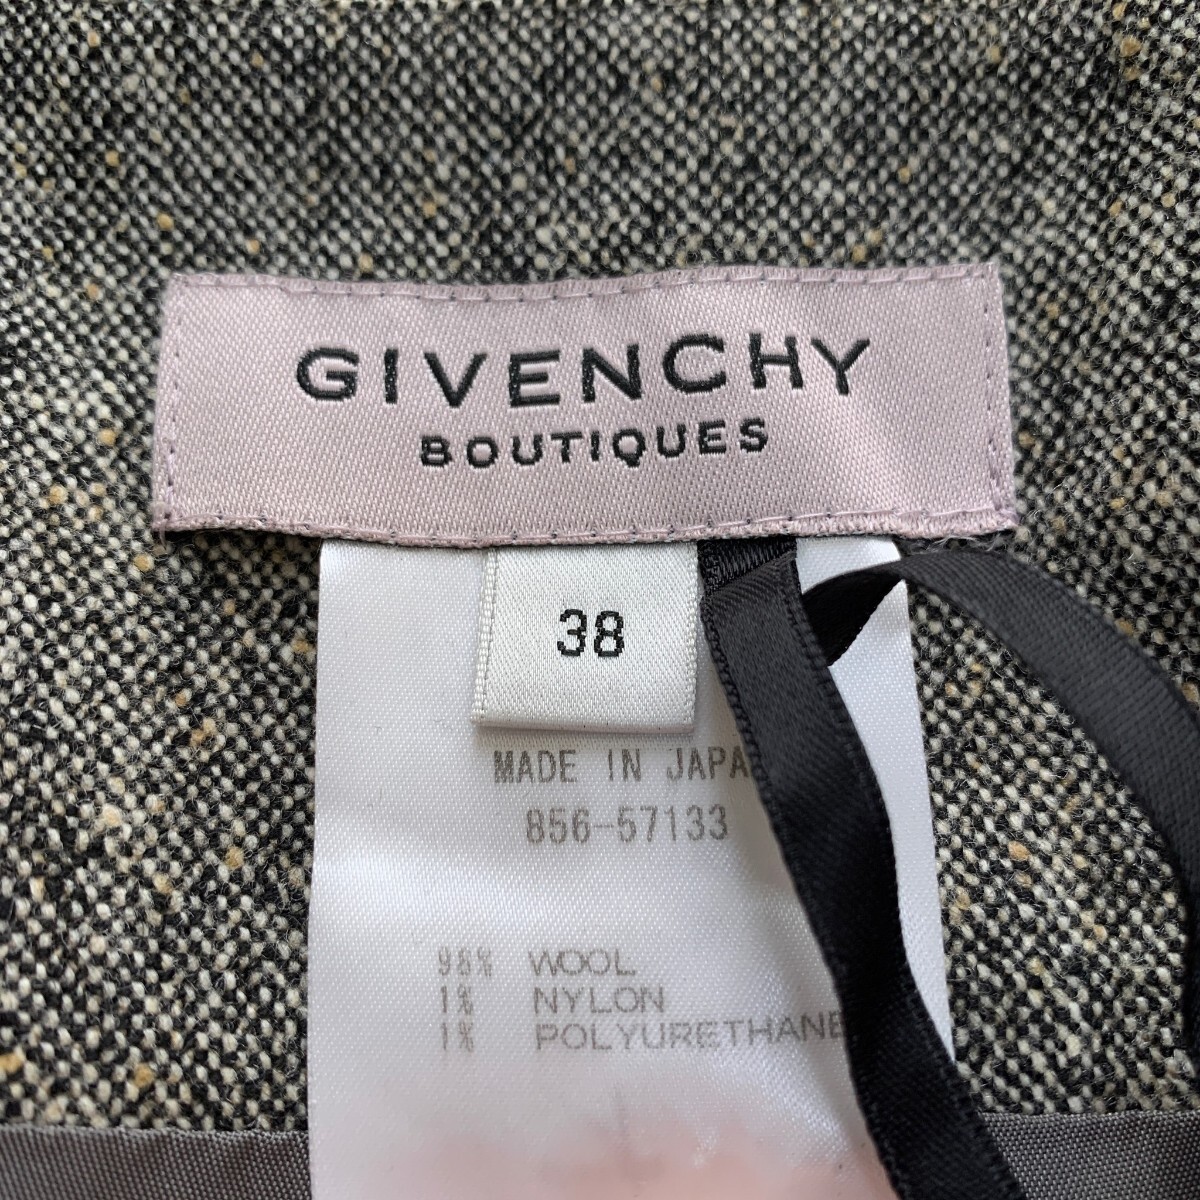 GIVENCHY
BOUTIQUES
38
MADE IN JAPA
856-57133
98% WOOL
1% NYLON
1% POLYURETHANE